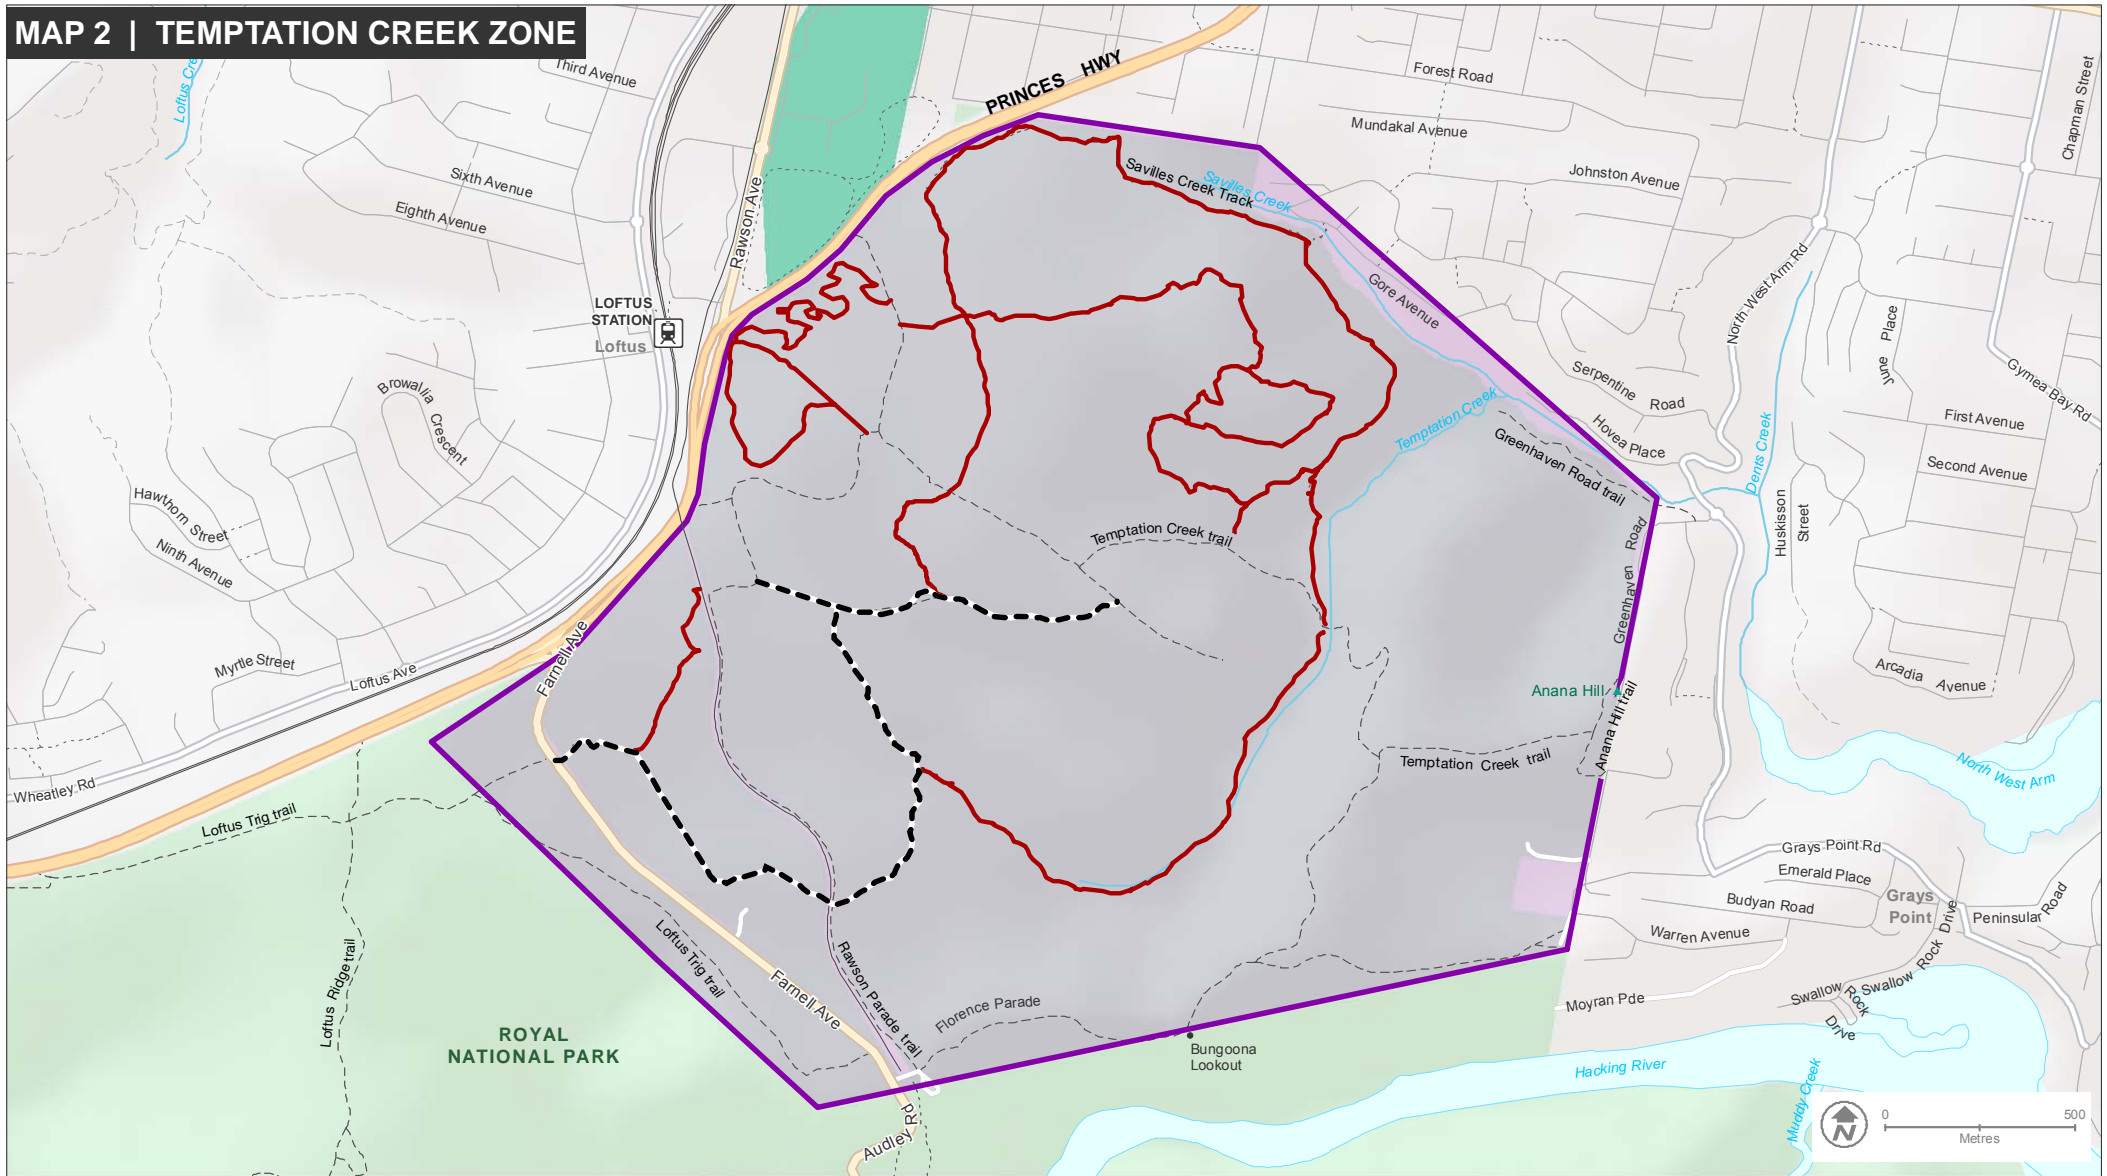 MAP 2 | TEMPTATION CREEK ZONE
Loftus Cre
Third Avenue
PRINCES HWY
Forest Road
Chapman Street
Mundakal Avenue
Sixth Avenue
Eighth Avenue
Rawson Ave
Savilles Creek Track
Savilles Creek
Johnston Avenue
North West Arm Rd
LOFTUS
STATION
Loftus
Gore Avenue
June Place
Gymea Bay Rd
Browallia Crescent
Serpentine Road
First Avenue
Temptation Creek
Hovea Place
Dents Creek
Second Avenue
Greenhaven Road trail
Hawthorn Street
Ninth Avenue
Huskisson
Street
Temptation Creek trail
Greenhaven Road
Myrtle Street
Loftus Ave
Farnell Ave
Arcadia Avenue
Anana Hill
Anana Hill trail
Temptation Creek trail
North West Arm
Wheatley Rd
Loftus Trig trail
Grays Point Rd
Emerald Place
Grays
Point
Budyan Road
Peninsular Road
Warren Avenue
Swallow Rock Drive
Loftus Ridge trail
Loftus Trig trail
Farnell Ave
Rawson Parade trail
Florence Parade
Moyran Pde
Swallow Rock Drive
ROYAL
NATIONAL PARK
Bungoona
Lookout
Hacking River
Muddy Creek
Audley Rd
N
0 500
Metres